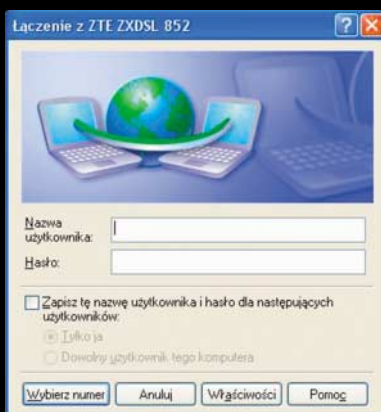 Łączenie z ZTE ZXDSL 852
Nazwa
użytkownika:
Hasło:
Zapisz tę nazwę użytkownika i hasło dla następujących
użytkowników:
Tylko ja
Dowolny użytkownik tego komputera
Wybierz numer Anuluj Właściwości Pomoc